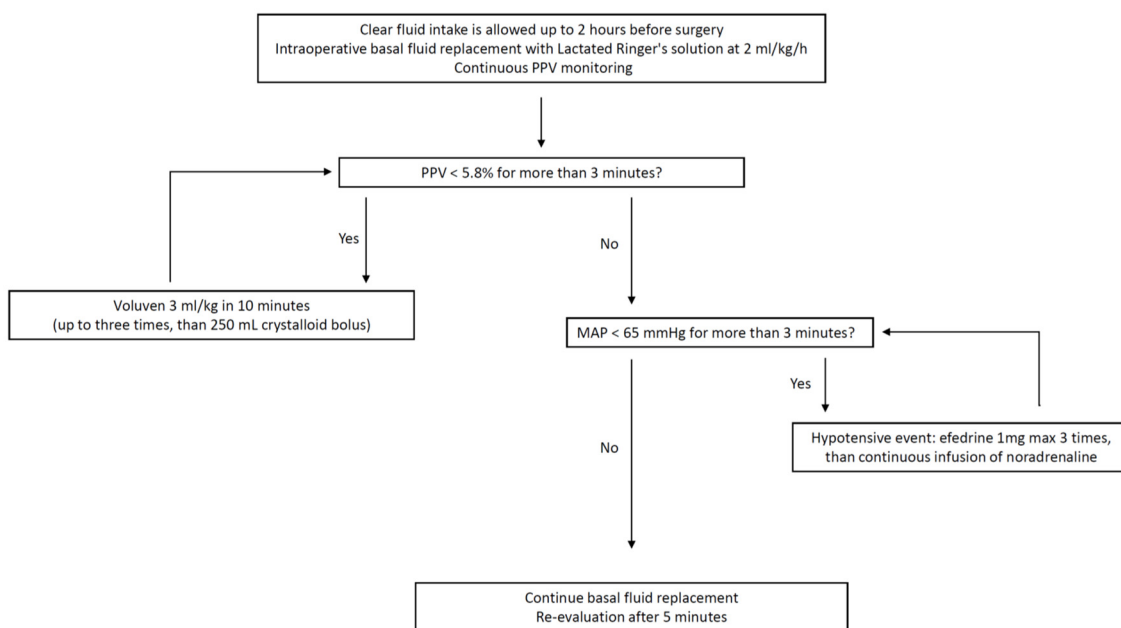 Clear fluid intake is allowed up to 2 hours before surgery
Intraoperative basal fluid replacement with Lactated Ringer's solution at 2 ml/kg/h
Continuous PPV monitoring
PPV < 5.8% for more than 3 minutes?
Yes
No
Voluven 3 ml/kg in 10 minutes
(up to three times, than 250 mL crystalloid bolus)
MAP < 65 mmHg for more than 3 minutes?
Yes
No
Hypotensive event: efedrine 1mg max 3 times,
than continuous infusion of noradrenaline
Continue basal fluid replacement
Re-evaluation after 5 minutes